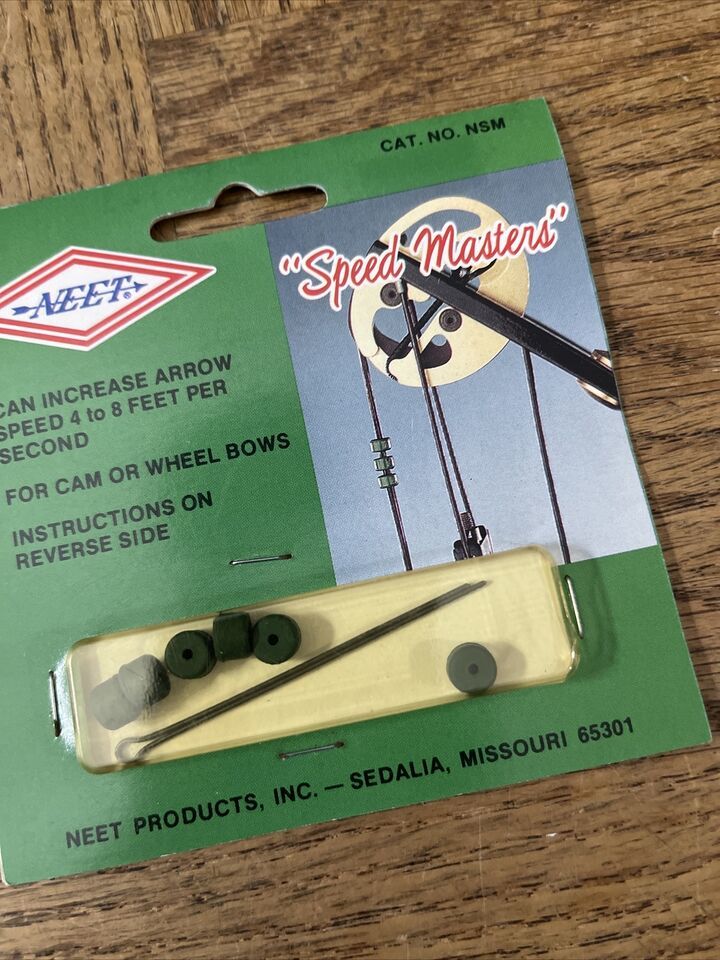 CAT. NO. NSM
"Speed Masters"
NEET®
CAN INCREASE ARROW
SPEED 4 to 8 FEET PER
SECOND
FOR CAM OR WHEEL BOWS
INSTRUCTIONS ON
REVERSE SIDE
NEET PRODUCTS, INC. — SEDALIA, MISSOURI 65301